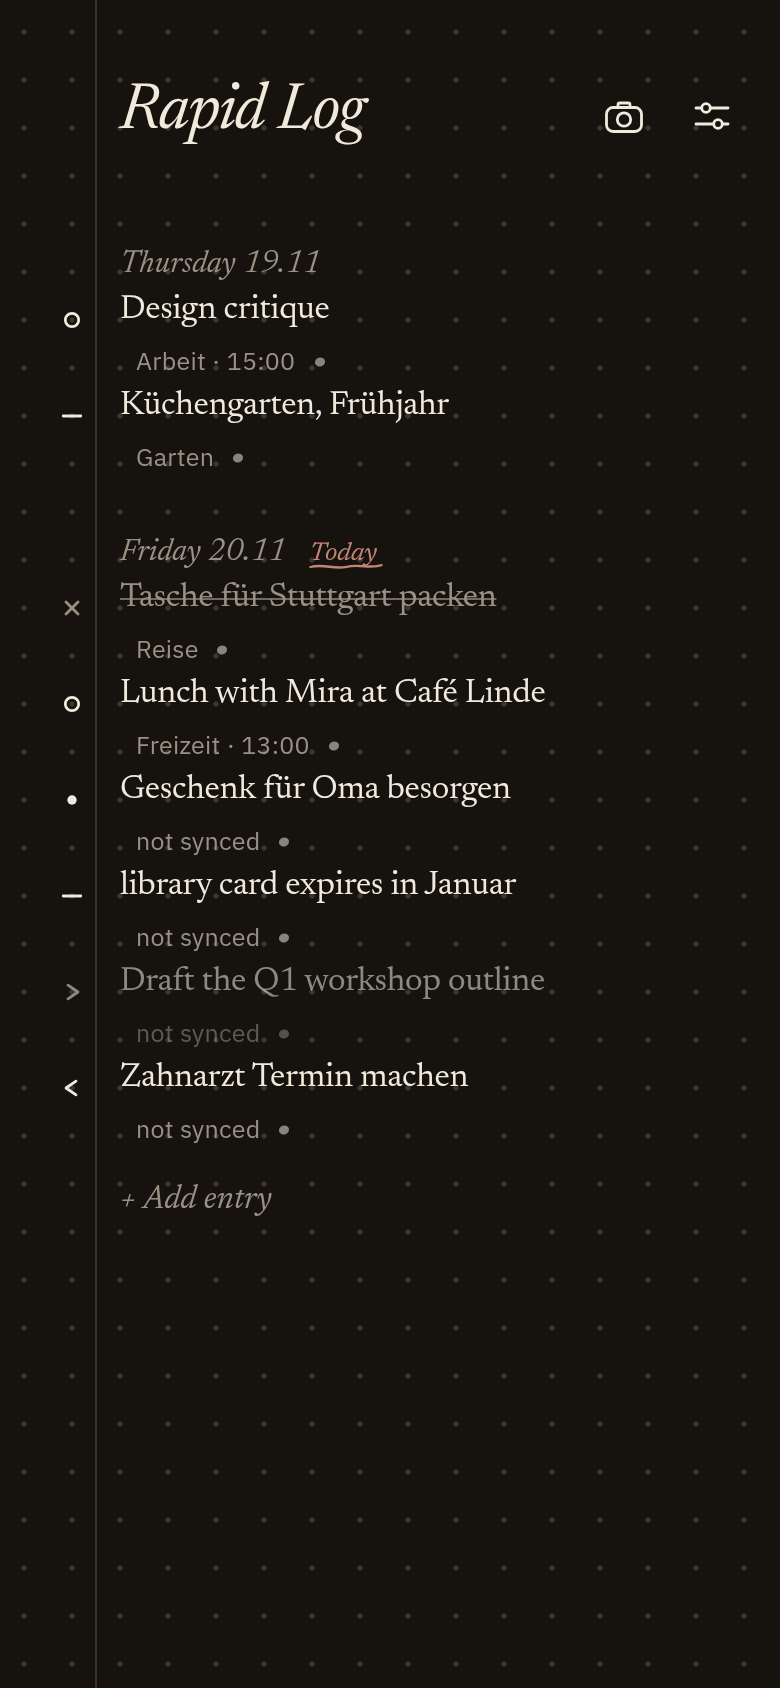 Rapid Log
Thursday 19.11
Design critique
Arbeit · 15:00
Küchengarten, Frühjahr
Garten
Friday 20.11 Today
Tasche für Stuttgart packen
Reise
Lunch with Mira at Café Linde
Freizeit · 13:00
Geschenk für Oma besorgen
not synced
library card expires in Januar
not synced
Draft the Q1 workshop outline
not synced
Zahnarzt Termin machen
not synced
+ Add entry